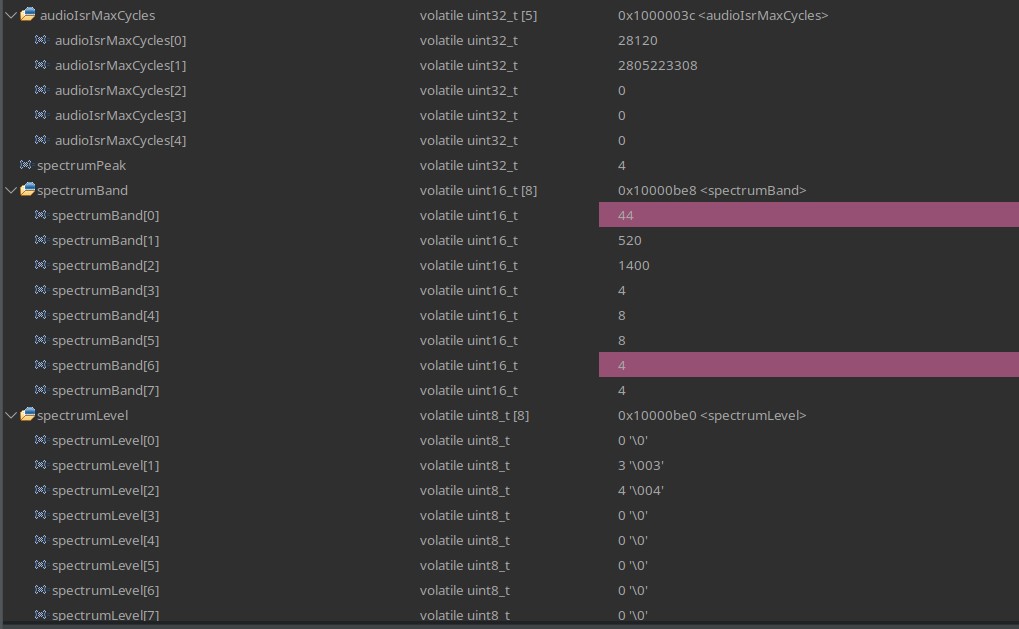 audioIsrMaxCycles volatile uint32_t [5] 0x1000003c <audioIsrMaxCycles>
audioIsrMaxCycles[0] volatile uint32_t 28120
audioIsrMaxCycles[1] volatile uint32_t 2805223308
audioIsrMaxCycles[2] volatile uint32_t 0
audioIsrMaxCycles[3] volatile uint32_t 0
audioIsrMaxCycles[4] volatile uint32_t 0
spectrumPeak volatile uint32_t 4
spectrumBand volatile uint16_t [8] 0x10000be8 <spectrumBand>
spectrumBand[0] volatile uint16_t 44
spectrumBand[1] volatile uint16_t 520
spectrumBand[2] volatile uint16_t 1400
spectrumBand[3] volatile uint16_t 4
spectrumBand[4] volatile uint16_t 8
spectrumBand[5] volatile uint16_t 8
spectrumBand[6] volatile uint16_t 4
spectrumBand[7] volatile uint16_t 4
spectrumLevel volatile uint8_t [8] 0x10000be0 <spectrumLevel>
spectrumLevel[0] volatile uint8_t 0 '\0'
spectrumLevel[1] volatile uint8_t 3 '\003'
spectrumLevel[2] volatile uint8_t 4 '\004'
spectrumLevel[3] volatile uint8_t 0 '\0'
spectrumLevel[4] volatile uint8_t 0 '\0'
spectrumLevel[5] volatile uint8_t 0 '\0'
spectrumLevel[6] volatile uint8_t 0 '\0'
spectrumLevel[7] volatile uint8_t 0 '\0'